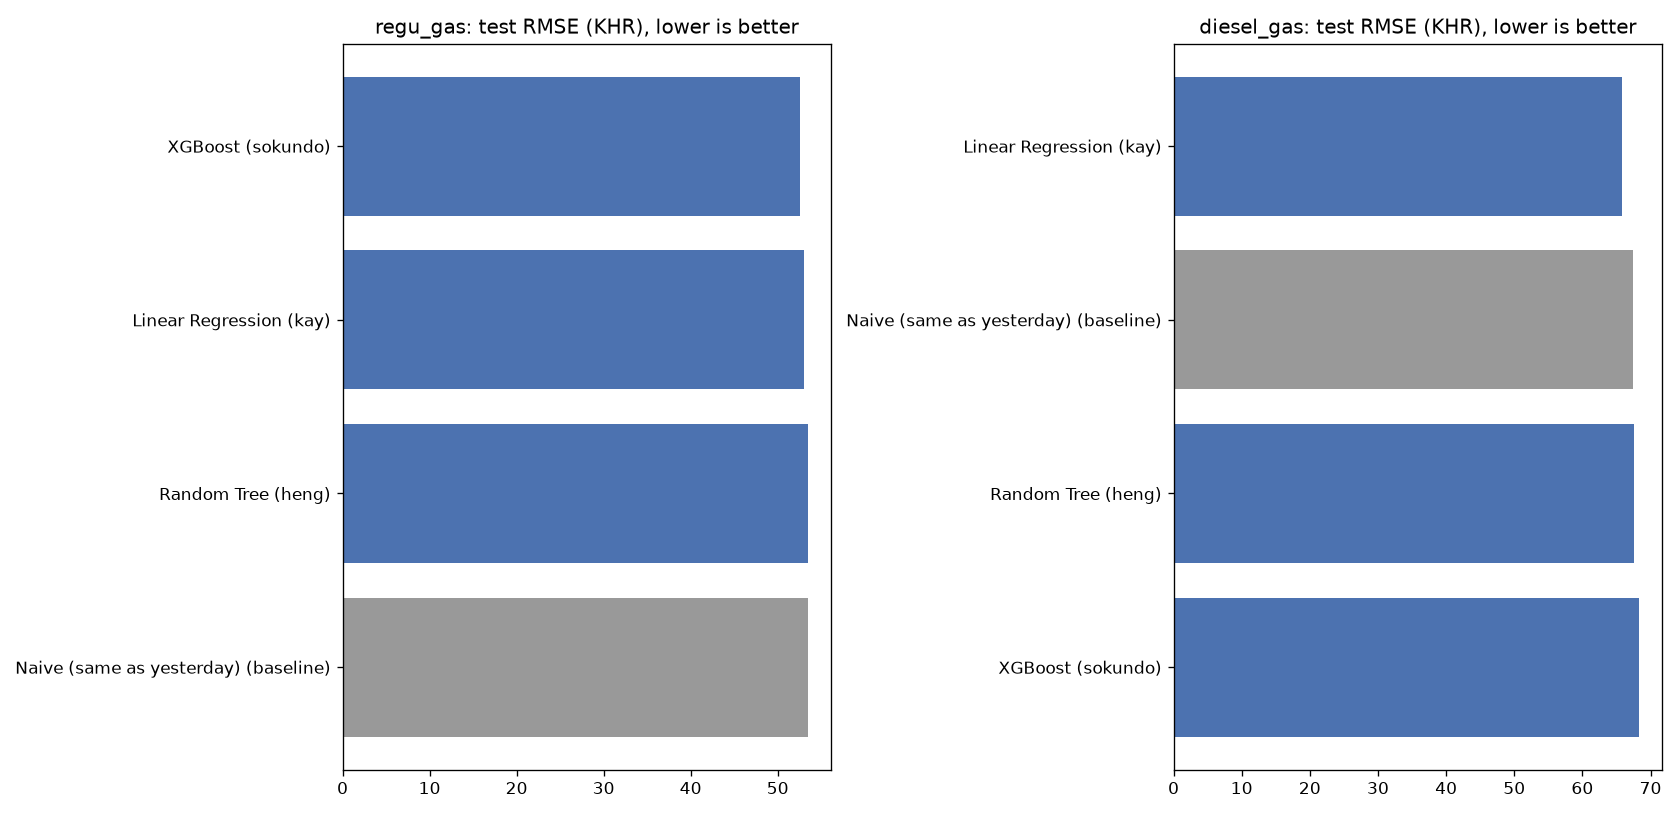 regu_gas: test RMSE (KHR), lower is better
XGBoost (sokundo)
Linear Regression (kay)
Random Tree (heng)
Naive (same as yesterday) (baseline)
0 10 20 30 40 50
diesel_gas: test RMSE (KHR), lower is better
Linear Regression (kay)
Naive (same as yesterday) (baseline)
Random Tree (heng)
XGBoost (sokundo)
0 10 20 30 40 50 60 70